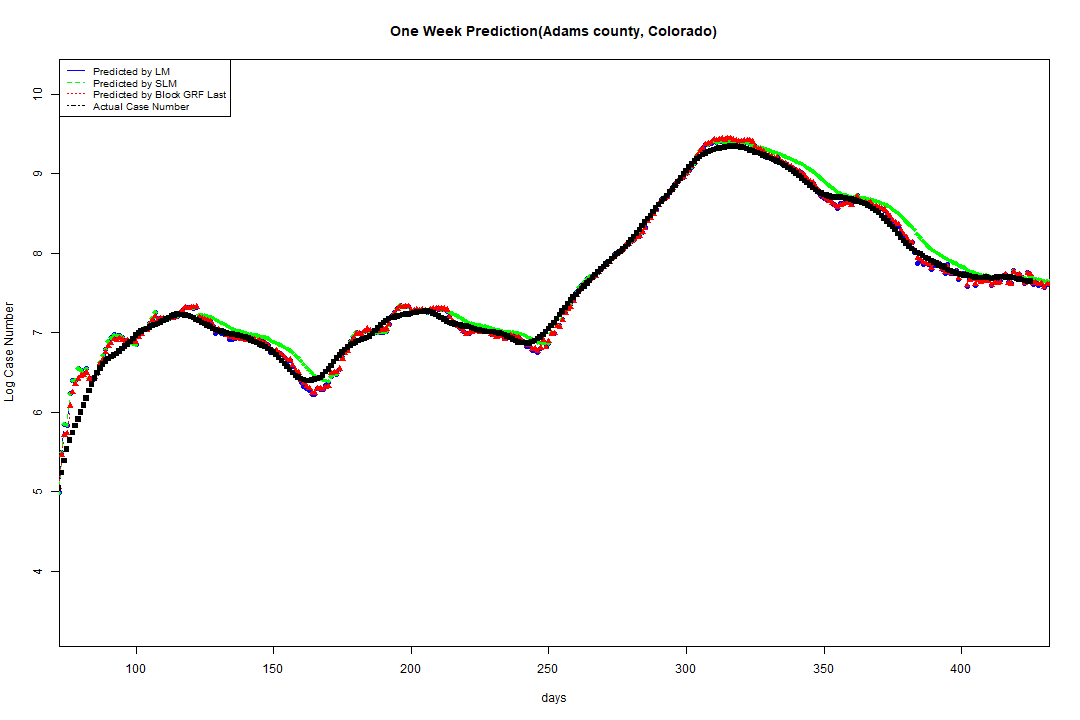 One Week Prediction(Adams county, Colorado)
Predicted by LM
Predicted by SLM
Predicted by Block GRF Last
Actual Case Number
10
9
8
7
6
5
4
Log Case Number
100 150 200 250 300 350 400
days